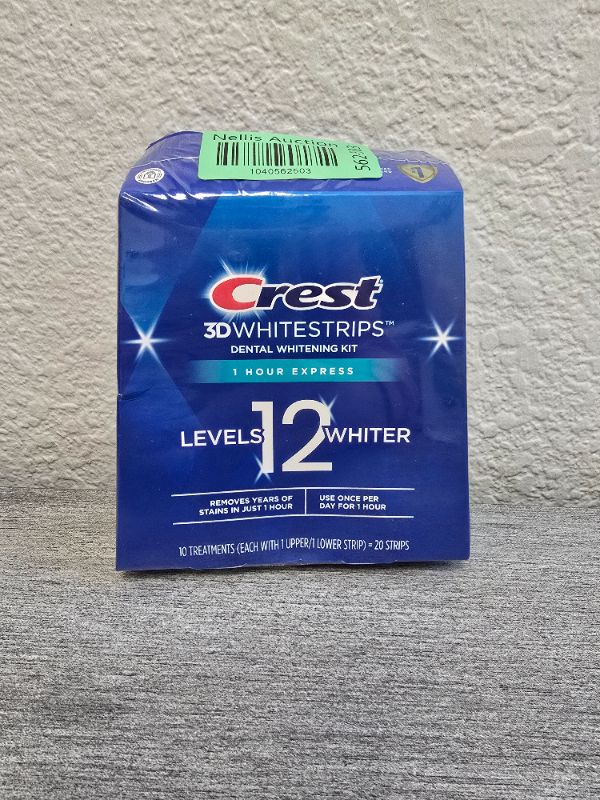 Nellis Auction
1040562503
562183
Crest
3DWHITESTRIPS™
DENTAL WHITENING KIT
1 HOUR EXPRESS
LEVELS 12 WHITER
REMOVES YEARS OF
STAINS IN JUST 1 HOUR
USE ONCE PER
DAY FOR 1 HOUR
10 TREATMENTS (EACH WITH 1 UPPER/1 LOWER STRIP) = 20 STRIPS